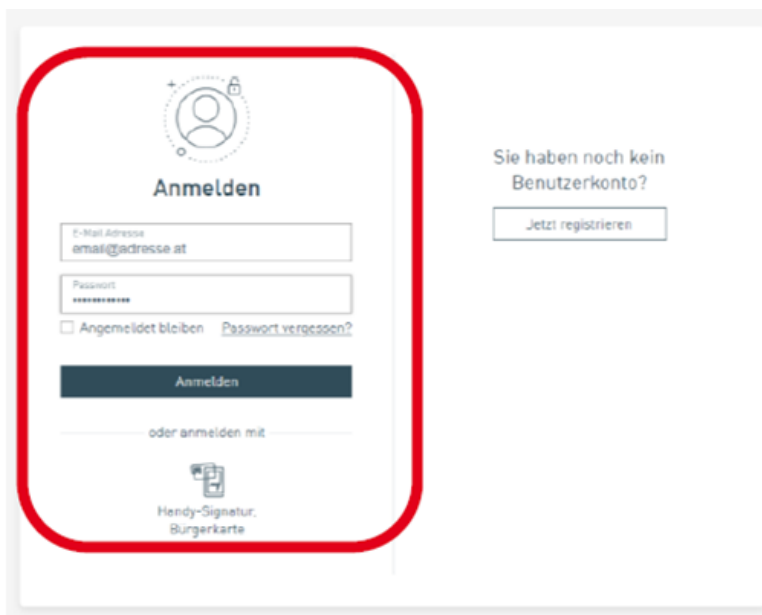 Anmelden
E-Mail Adresse
email@adresse.at
Passwort
••••••••••••
Angemeldet bleiben Passwort vergessen?
Anmelden
oder anmelden mit
Handy-Signatur,
Bürgerkarte
Sie haben noch kein
Benutzerkonto?
Jetzt registrieren